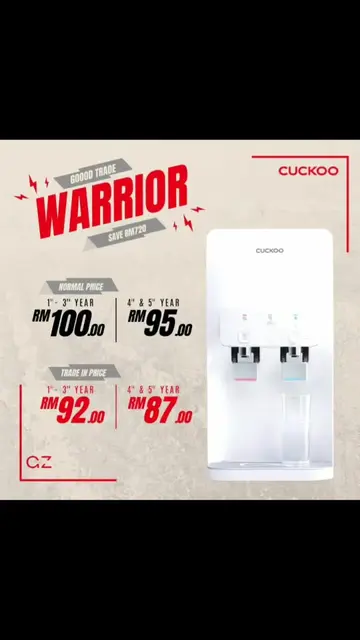 GOOOD TRADE
WARRIOR
SAVE RM720
CUCKOO
CUCKOO
NORMAL PRICE
1ST - 3RD YEAR
RM100.00
4TH & 5TH YEAR
RM95.00
TRADE IN PRICE
1ST - 3RD YEAR
RM92.00
4TH & 5TH YEAR
RM87.00